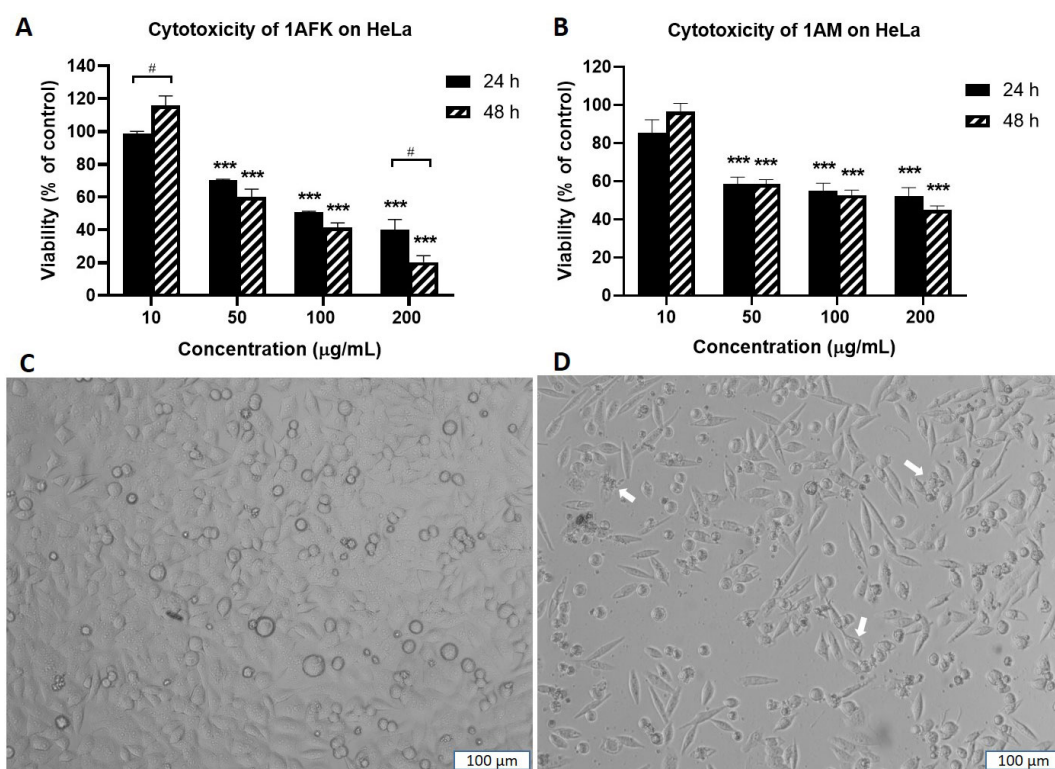 A
Cytotoxicity of 1AFK on HeLa
Viability (% of control)
140
120
100
80
60
40
20
0
#
***
***
***
***
#
***
***
24 h
48 h
10
50
100
200
Concentration (μg/mL)
B
Cytotoxicity of 1AM on HeLa
Viability (% of control)
120
100
80
60
40
20
0
***
***
***
***
***
***
24 h
48 h
10
50
100
200
Concentration (μg/mL)
C
100 μm
D
100 μm